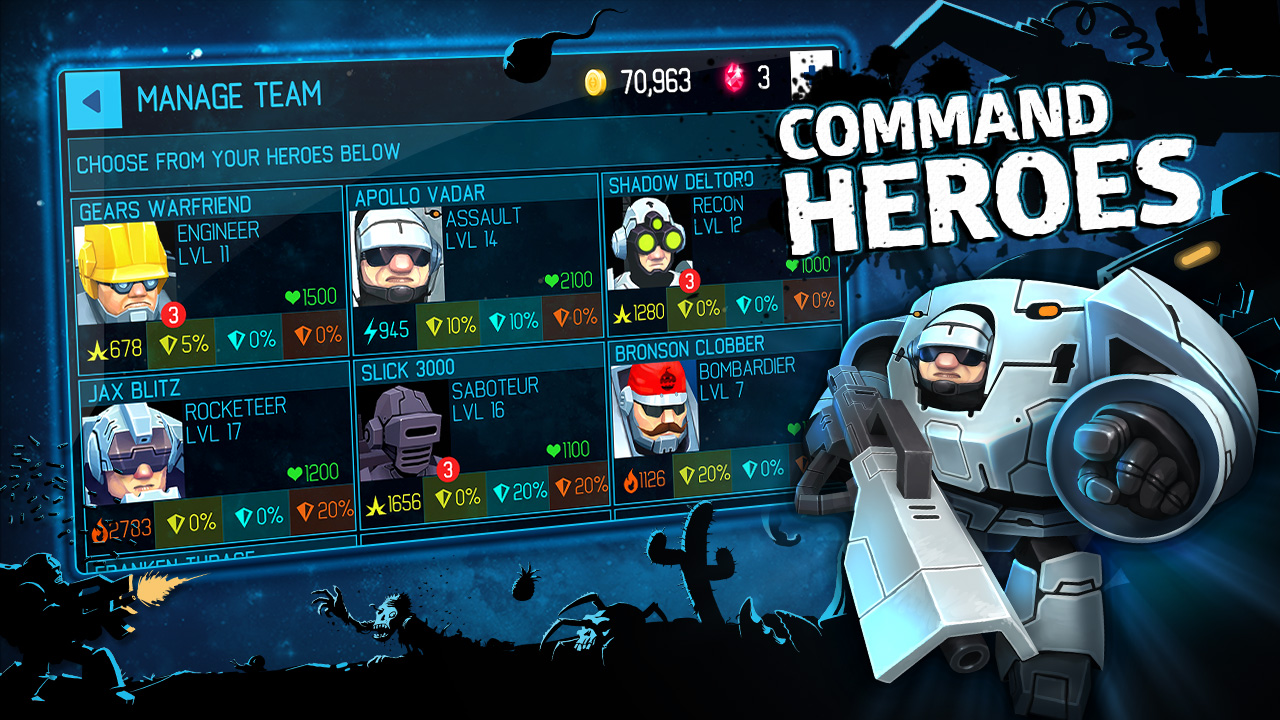 MANAGE TEAM
70,963
3
COMMAND
HEROES
CHOOSE FROM YOUR HEROES BELOW
GEARS WARFRIEND
ENGINEER
LVL 11
1500
3
678
5%
0%
0%
APOLLO VADAR
ASSAULT
LVL 14
2100
945
10%
10%
0%
SHADOW DELTORO
RECON
LVL 12
1000
3
1280
0%
0%
0%
JAX BLITZ
ROCKETEER
LVL 17
1200
2783
0%
0%
20%
SLICK 3000
SABOTEUR
LVL 16
1100
3
1656
0%
20%
20%
BRONSON CLOBBER
BOMBARDIER
LVL 7
1126
20%
0%